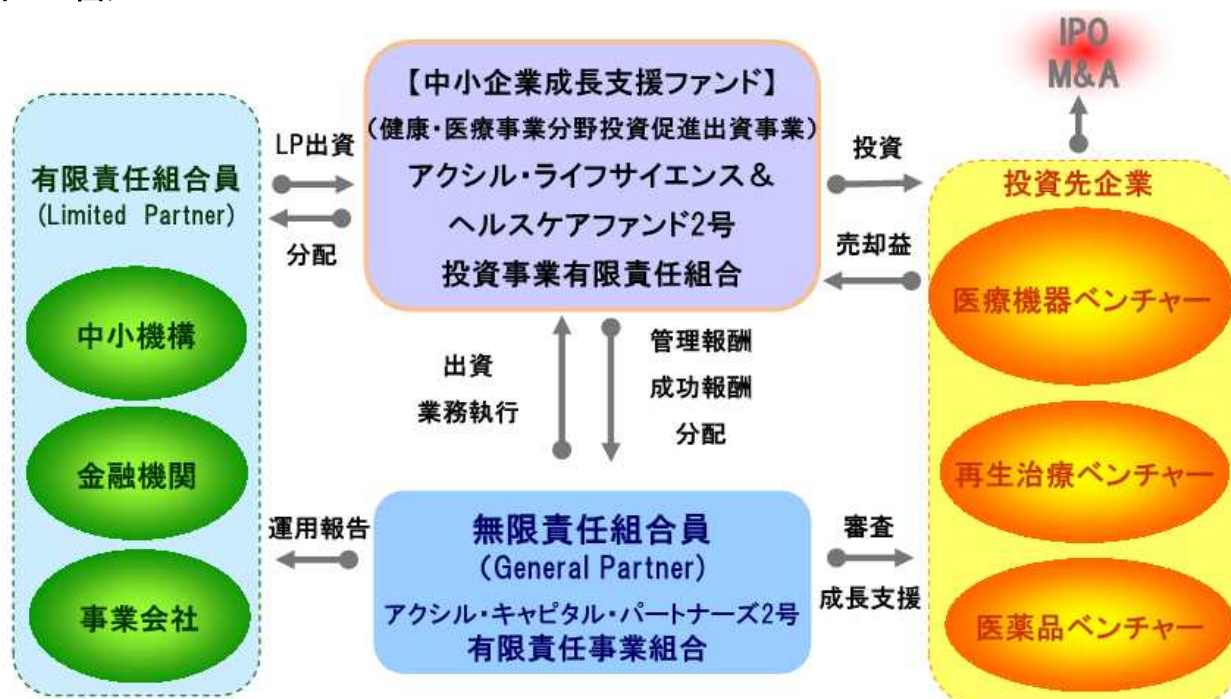 IPO
M&A
【中小企業成長支援ファンド】
（健康・医療事業分野投資促進出資事業）
アクシル・ライフサイエンス＆
ヘルスケアファンド2号
投資事業有限責任組合
有限責任組合員
(Limited Partner)
中小機構
金融機関
事業会社
LP出資
分配
投資
売却益
投資先企業
医療機器ベンチャー
再生治療ベンチャー
医薬品ベンチャー
出資
業務執行
管理報酬
成功報酬
分配
運用報告
無限責任組合員
(General Partner)
アクシル・キャピタル・パートナーズ2号
有限責任事業組合
審査
成長支援